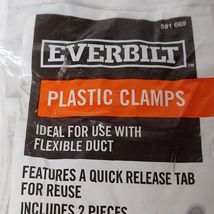 591 669
EVERBILT
PLASTIC CLAMPS
IDEAL FOR USE WITH
FLEXIBLE DUCT
FEATURES A QUICK RELEASE TAB
FOR REUSE
INCLUDES 2 PIECES